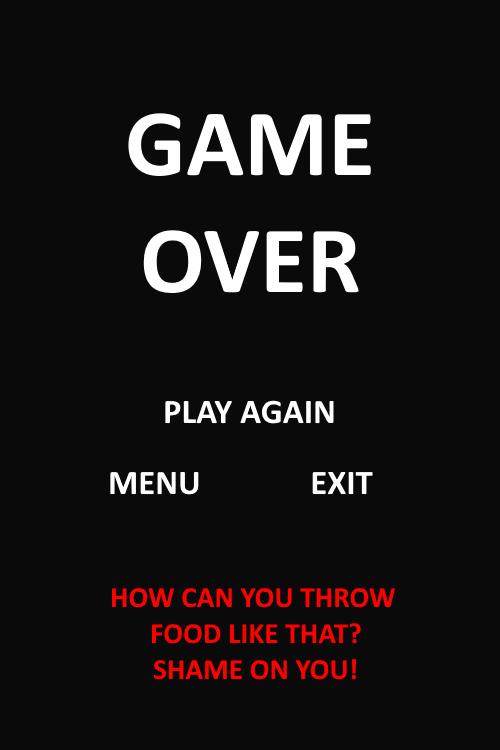 GAME
OVER
PLAY AGAIN
MENU EXIT
HOW CAN YOU THROW
FOOD LIKE THAT?
SHAME ON YOU!